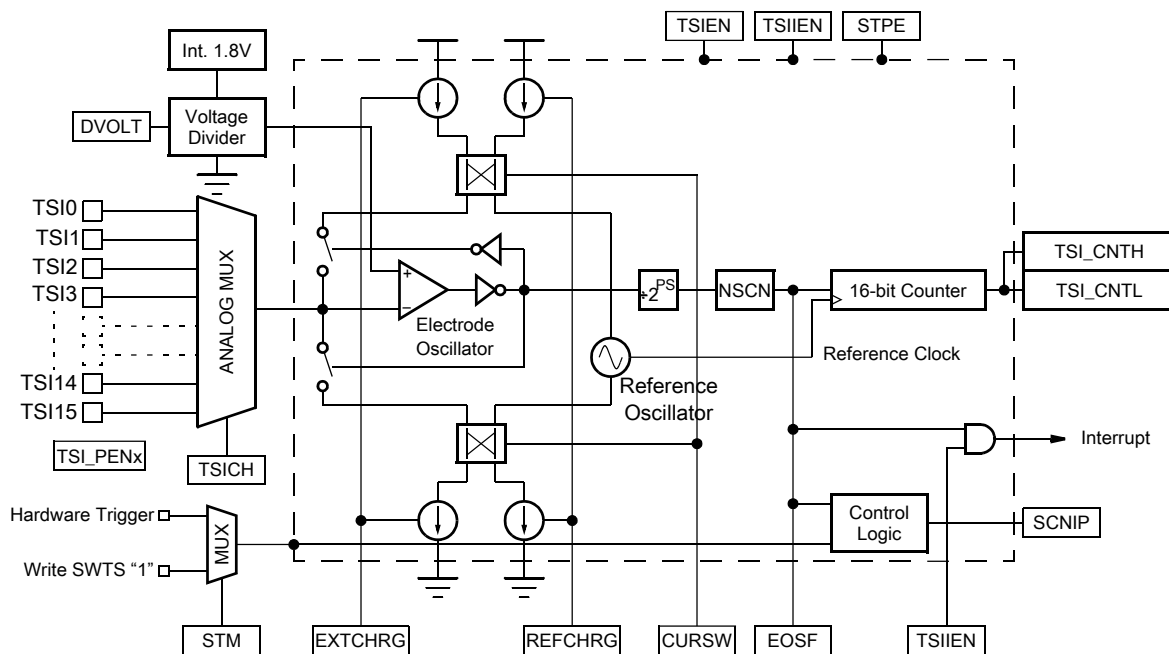 TSIEN
TSIIEN
STPE
Int. 1.8V
DVOLT
Voltage
Divider
TSI0
TSI1
TSI2
TSI3
TSI14
TSI15
ANALOG MUX
TSI_PENx
TSICH
+
−
Electrode
Oscillator
÷2PS
NSCN
16-bit Counter
TSI_CNTH
TSI_CNTL
Reference Clock
Reference
Oscillator
Interrupt
Control
Logic
SCNIP
Hardware Trigger
MUX
Write SWTS “1”
STM
EXTCHRG
REFCHRG
CURSW
EOSF
TSIIEN